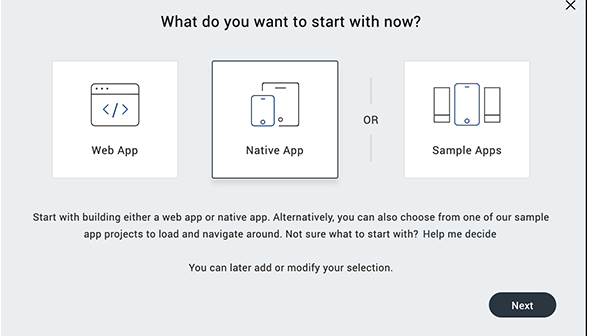 What do you want to start with now?
</>
Web App
Native App
OR
Sample Apps
Start with building either a web app or native app. Alternatively, you can also choose from one of our sample
app projects to load and navigate around. Not sure what to start with? Help me decide
You can later add or modify your selection.
Next